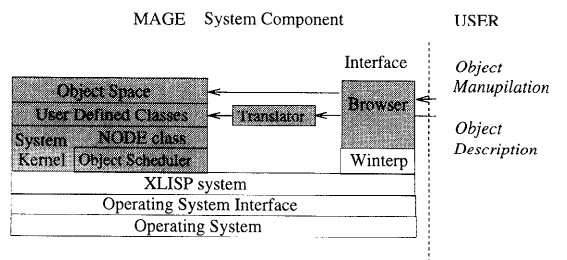 MAGE System Component
USER
Interface
Object Manupilation
Object Space
Browser
User Defined Classes
Translator
Object Description
System Kernel
NODE class
Object Scheduler
Winterp
XLISP system
Operating System Interface
Operating System